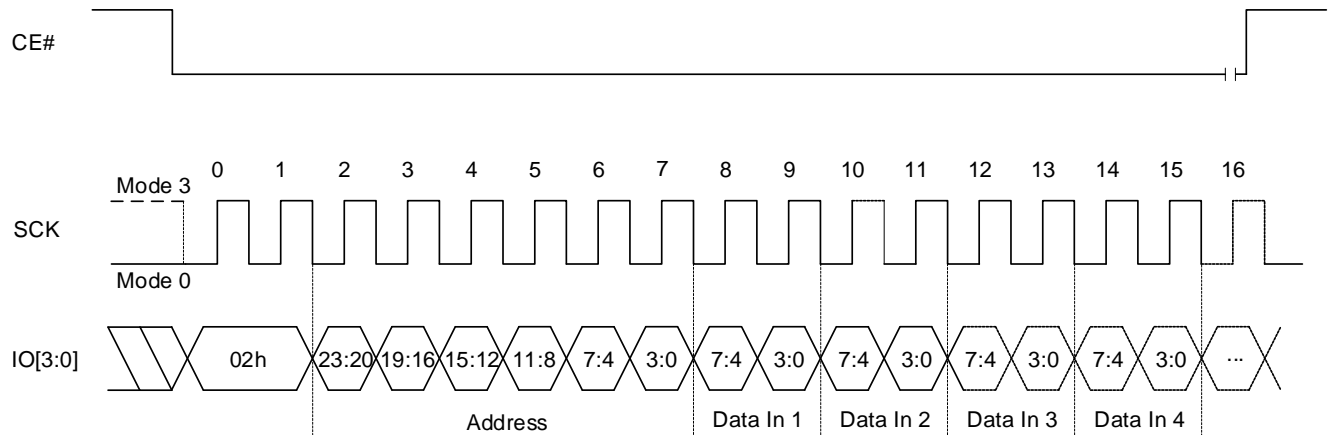 CE#
0 1 2 3 4 5 6 7 8 9 10 11 12 13 14 15 16
Mode 3
SCK
Mode 0
IO[3:0] 02h 23:20 19:16 15:12 11:8 7:4 3:0 7:4 3:0 7:4 3:0 7:4 3:0 7:4 3:0 ...
Address Data In 1 Data In 2 Data In 3 Data In 4